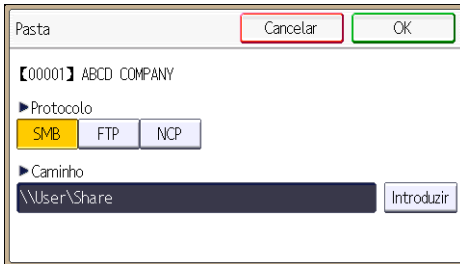 Pasta Cancelar OK
【00001】 ABCD COMPANY
▶Protocolo
SMB FTP NCP
▶Caminho
\\User\Share Introduzir